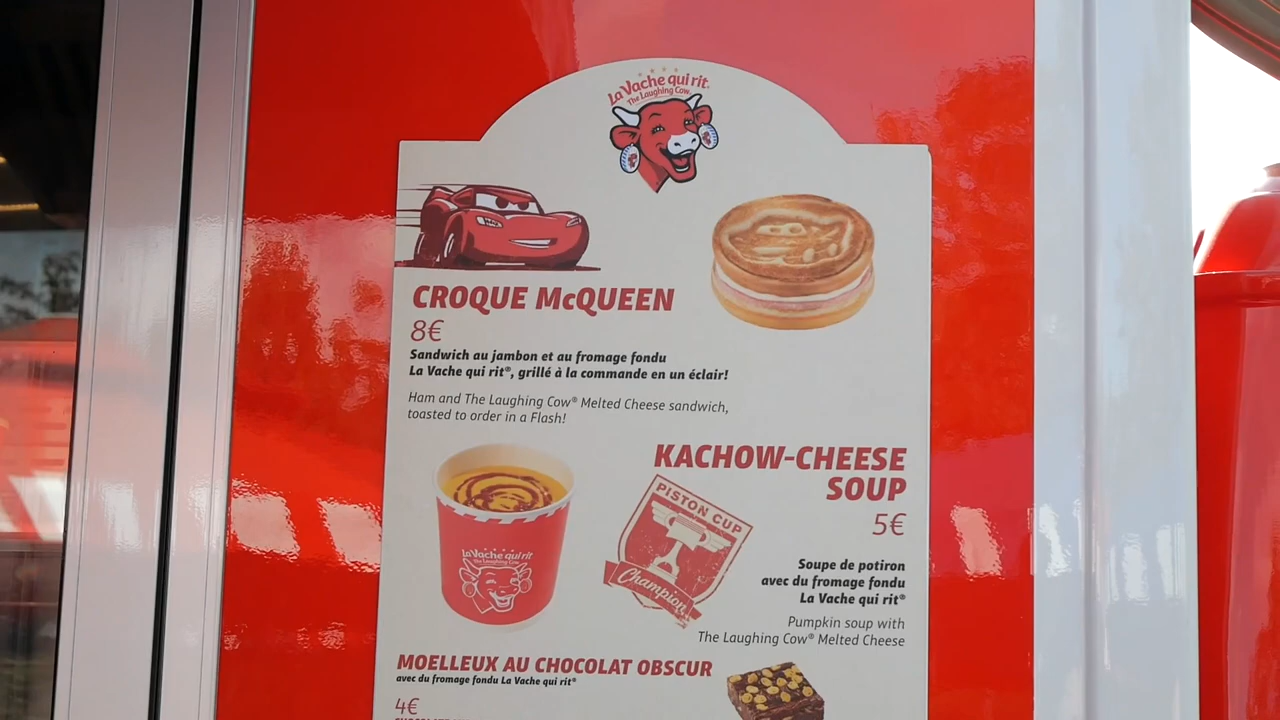 La Vache qui rit.
The Laughing Cow.
CROQUE McQUEEN
8€
Sandwich au jambon et au fromage fondu
La Vache qui rit®, grillé à la commande en un éclair!
Ham and The Laughing Cow® Melted Cheese sandwich,
toasted to order in a Flash!
KACHOW-CHEESE
SOUP
5€
PISTON CUP
Champion
La Vache qui rit
The Laughing Cow
Soupe de potiron
avec du fromage fondu
La Vache qui rit®
Pumpkin soup with
The Laughing Cow® Melted Cheese
MOELLEUX AU CHOCOLAT OBSCUR
avec du fromage fondu La Vache qui rit®
4€